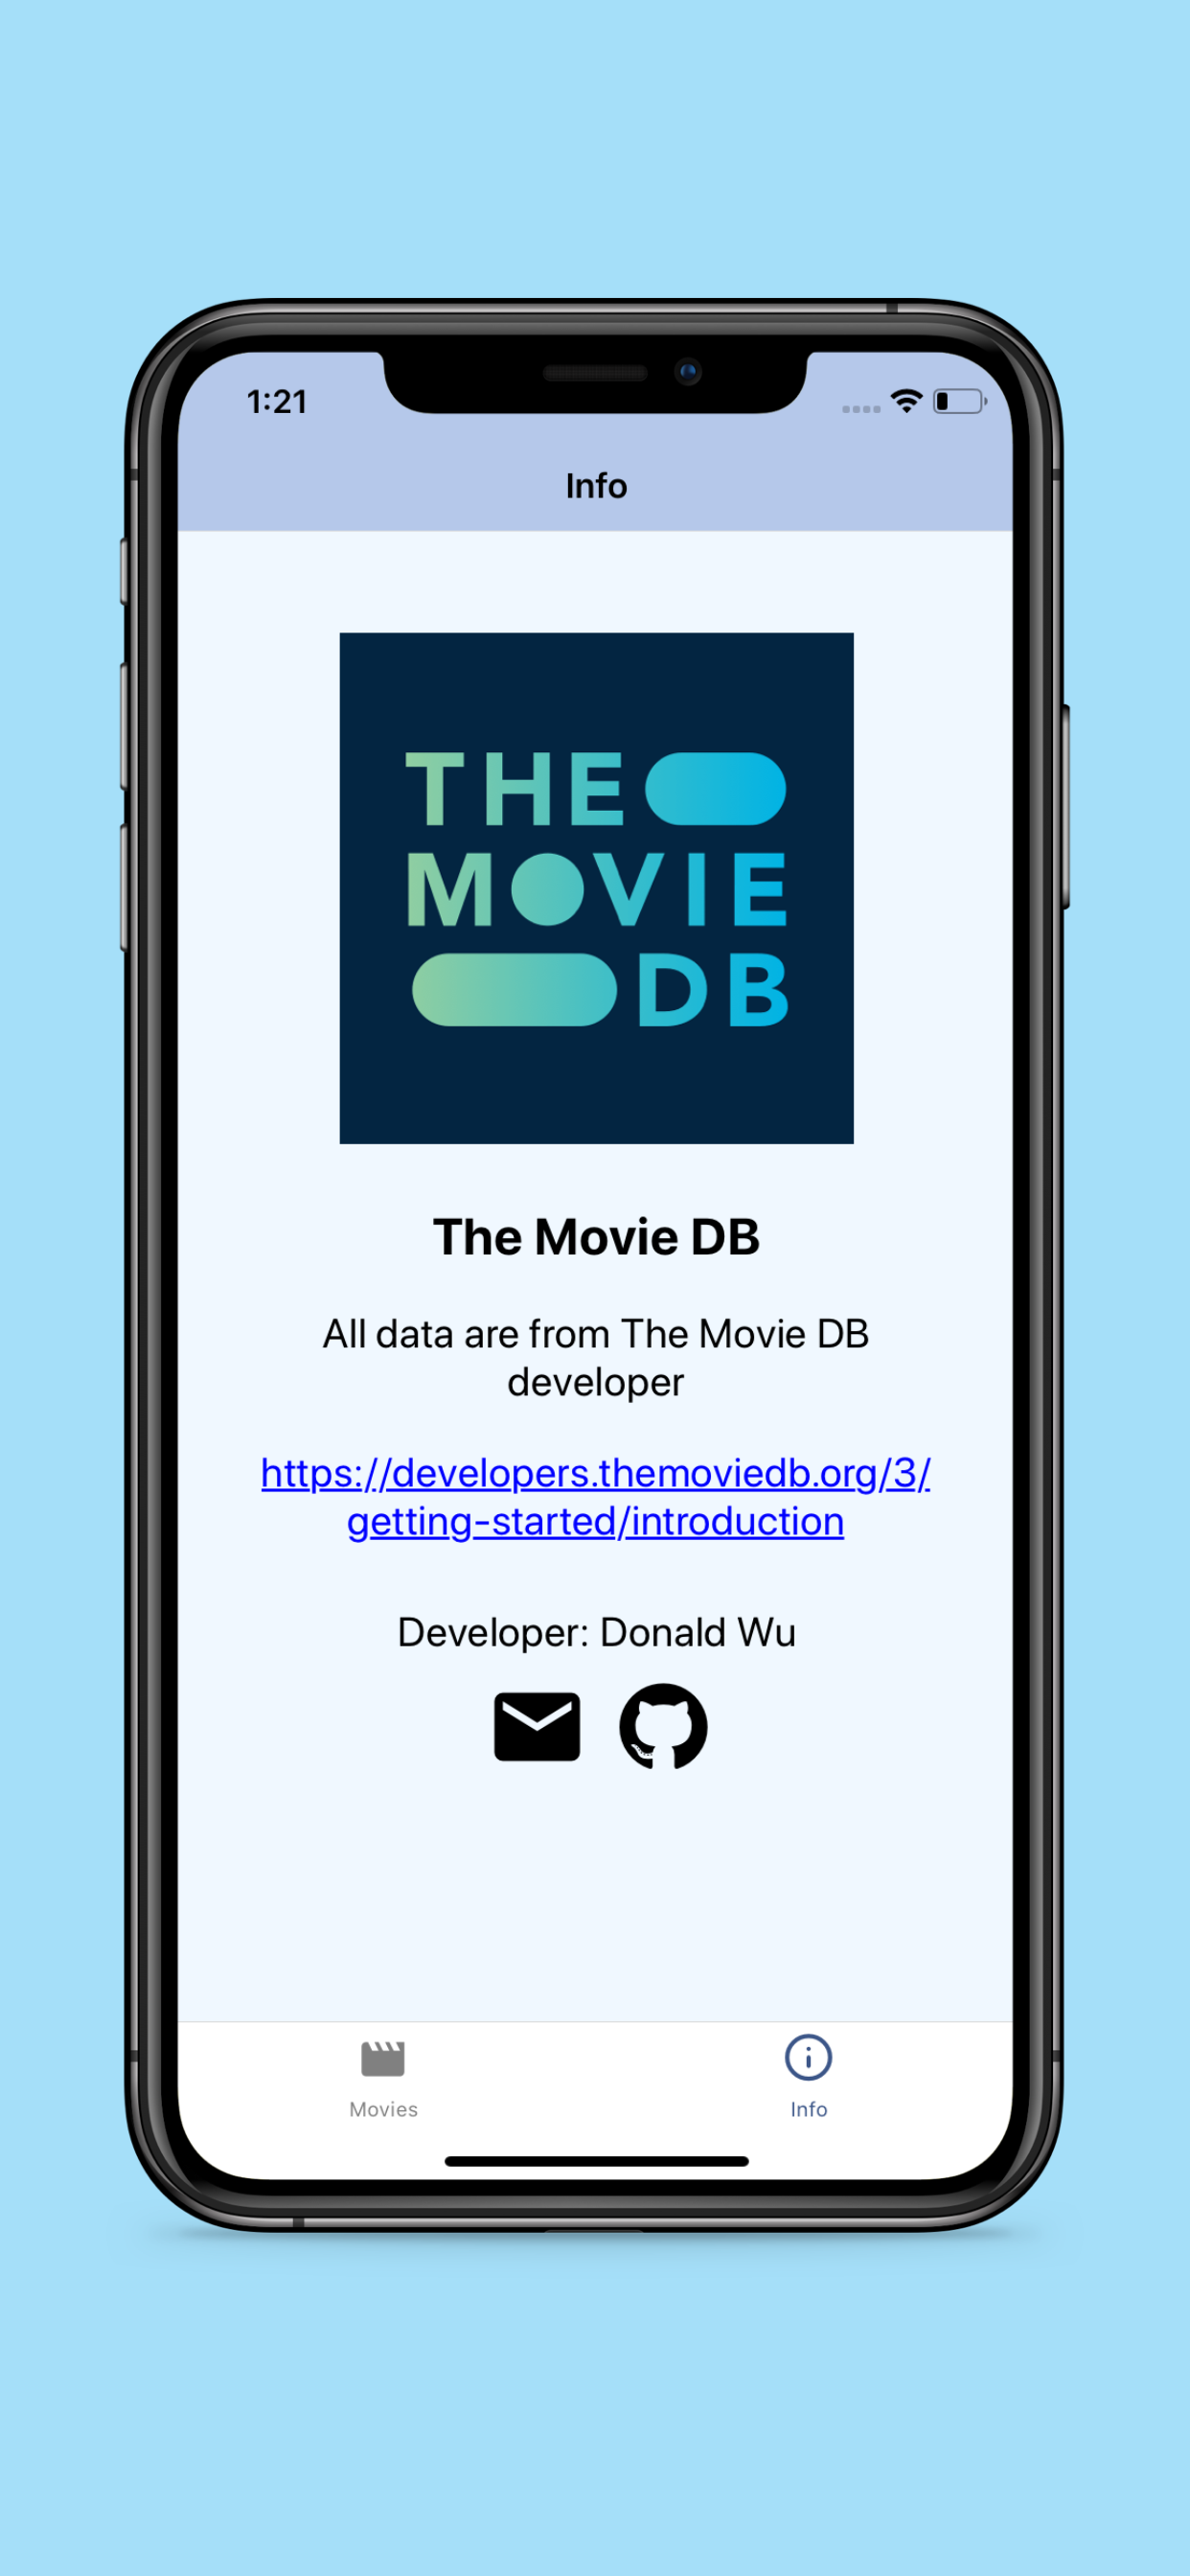 1:21
Info
THE
MOVIE
DB
The Movie DB
All data are from The Movie DB
developer
https://developers.themoviedb.org/3/
getting-started/introduction
Developer: Donald Wu
Movies
Info